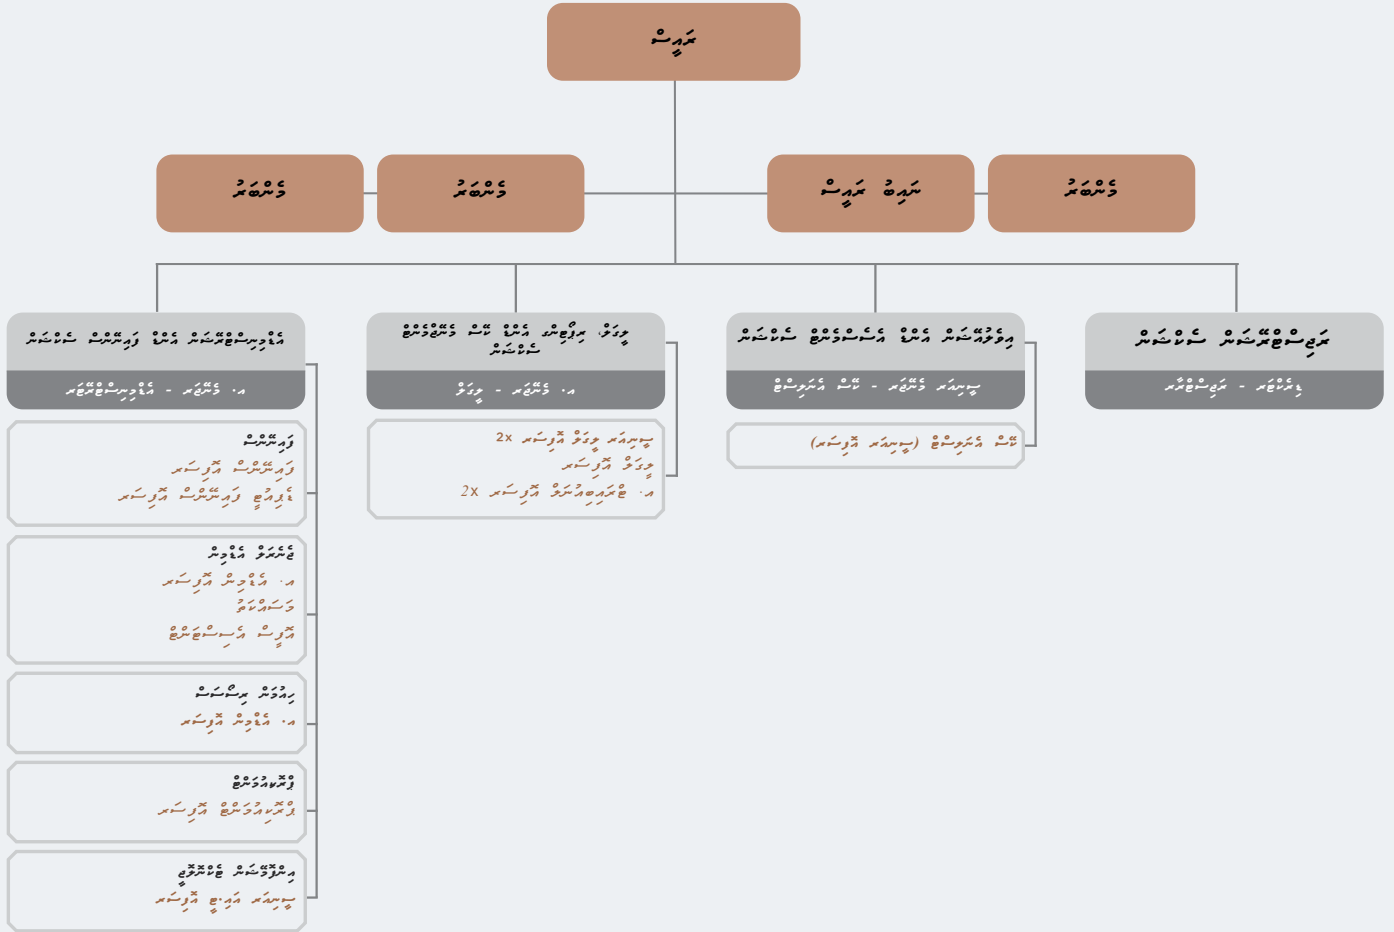 ރައީސް
މެންބަރު
ނައިބު ރައީސް
މެންބަރު
މެންބަރު
ރަޖިސްޓްރޭޝަން ސެކްޝަން
ޑިރެކްޓަރ - ރަޖިސްޓްރާރ
އިވެލުއޭޝަން އެންޑް އެސެސްމެންޓް ސެކްޝަން
ސީނިއަރ މެނޭޖަރ - ކޭސް އެނަލިސްޓް
ކޭސް އެނަލިސްޓް (ސީނިއަރ އޮފިސަރ)
ލީގަލް، ރިޕޯޓިންގ އެންޑް ކޭސް މެނޭޖްމެންޓް
ސެކްޝަން
އ. މެނޭޖަރ - ލީގަލް
ސީނިއަރ ލީގަލް އޮފިސަރ 2x
ލީގަލް އޮފިސަރ
އ. ޓްރައިބިއުނަލް އޮފިސަރ 2x
އެޑްމިނިސްޓްރޭޝަން އެންޑް ފައިނޭންސް ސެކްޝަން
އ. މެނޭޖަރ - އެޑްމިނިސްޓްރޭޓަރ
ފައިނޭންސް
ފައިނޭންސް އޮފިސަރ
ޑެޕިއުޓީ ފައިނޭންސް އޮފިސަރ
ޖެނެރަލް އެޑްމިން
އ. އެޑްމިން އޮފިސަރ
މަސައްކަތު
އޮފީސް އެސިސްޓަންޓް
ހިއުމަން ރިސޯސަސް
އ. އެޑްމިން އޮފިސަރ
ޕްރޮކިއުމަންޓް
ޕްރޮކިއުމަންޓް އޮފިސަރ
އިންފޮމޭޝަން ޓެކްނޮލޮޖީ
ސީނިއަރ އައި.ޓީ އޮފިސަރ